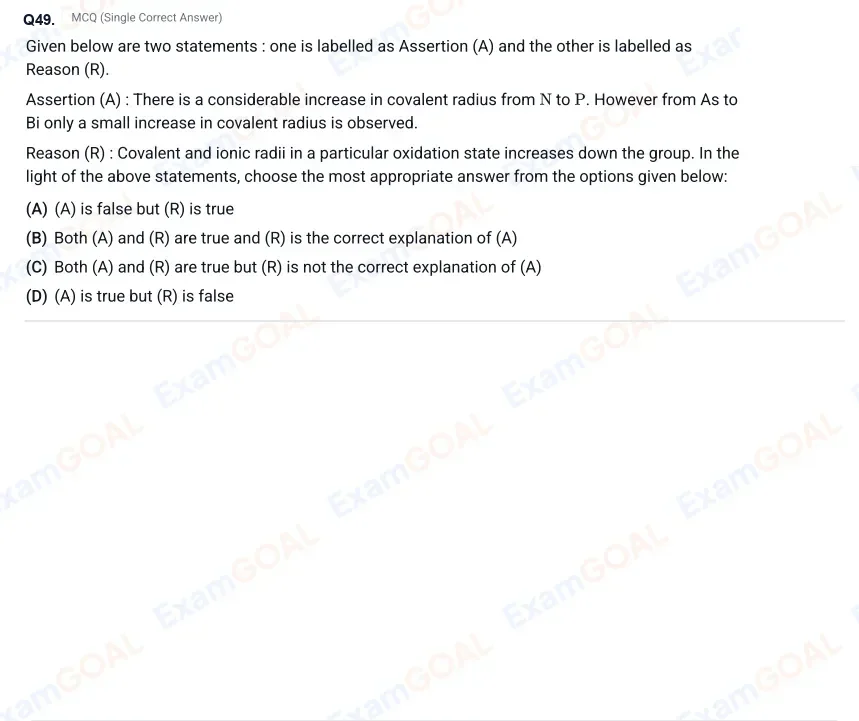 Q49. MCQ (Single Correct Answer)
Given below are two statements : one is labelled as Assertion (A) and the other is labelled as
Reason (R).
Assertion (A) : There is a considerable increase in covalent radius from N to P. However from As to
Bi only a small increase in covalent radius is observed.
Reason (R) : Covalent and ionic radii in a particular oxidation state increases down the group. In the
light of the above statements, choose the most appropriate answer from the options given below:
(A) (A) is false but (R) is true
(B) Both (A) and (R) are true and (R) is the correct explanation of (A)
(C) Both (A) and (R) are true but (R) is not the correct explanation of (A)
(D) (A) is true but (R) is false
ExamGOAL